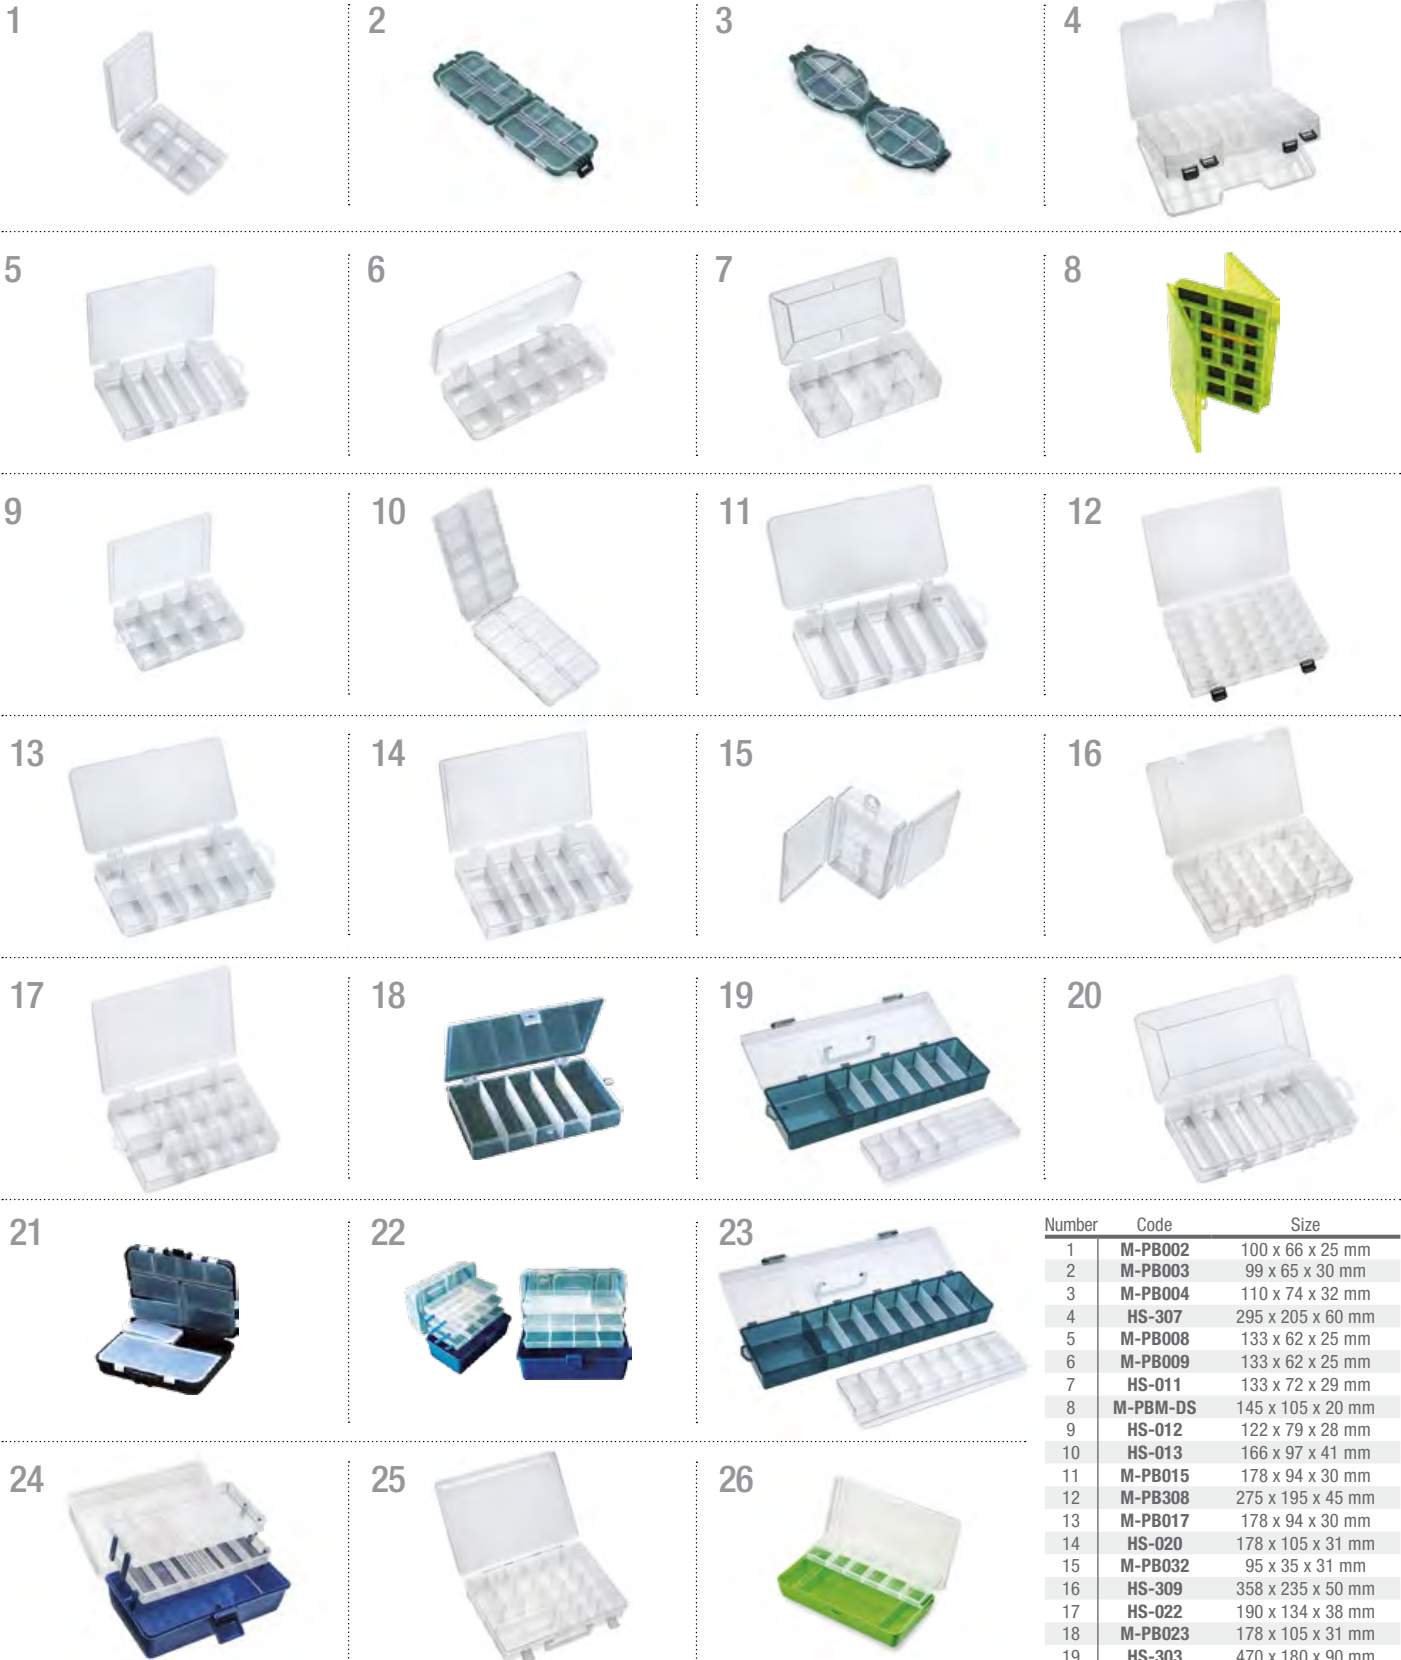 1
2
3
4
5
6
7
8
9
10
11
12
13
14
15
16
17
18
19
20
21
22
23
24
25
26
Number Code Size
1 M-PB002 100 x 66 x 25 mm
2 M-PB003 99 x 65 x 30 mm
3 M-PB004 110 x 74 x 32 mm
4 HS-307 295 x 205 x 60 mm
5 M-PB008 133 x 62 x 25 mm
6 M-PB009 133 x 62 x 25 mm
7 HS-011 133 x 72 x 29 mm
8 M-PBM-DS 145 x 105 x 20 mm
9 HS-012 122 x 79 x 28 mm
10 HS-013 166 x 97 x 41 mm
11 M-PB015 178 x 94 x 30 mm
12 M-PB308 275 x 195 x 45 mm
13 M-PB017 178 x 94 x 30 mm
14 HS-020 178 x 105 x 31 mm
15 M-PB032 95 x 35 x 31 mm
16 HS-309 358 x 235 x 50 mm
17 HS-022 190 x 134 x 38 mm
18 M-PB023 178 x 105 x 31 mm
19 HS-303 470 x 180 x 90 mm